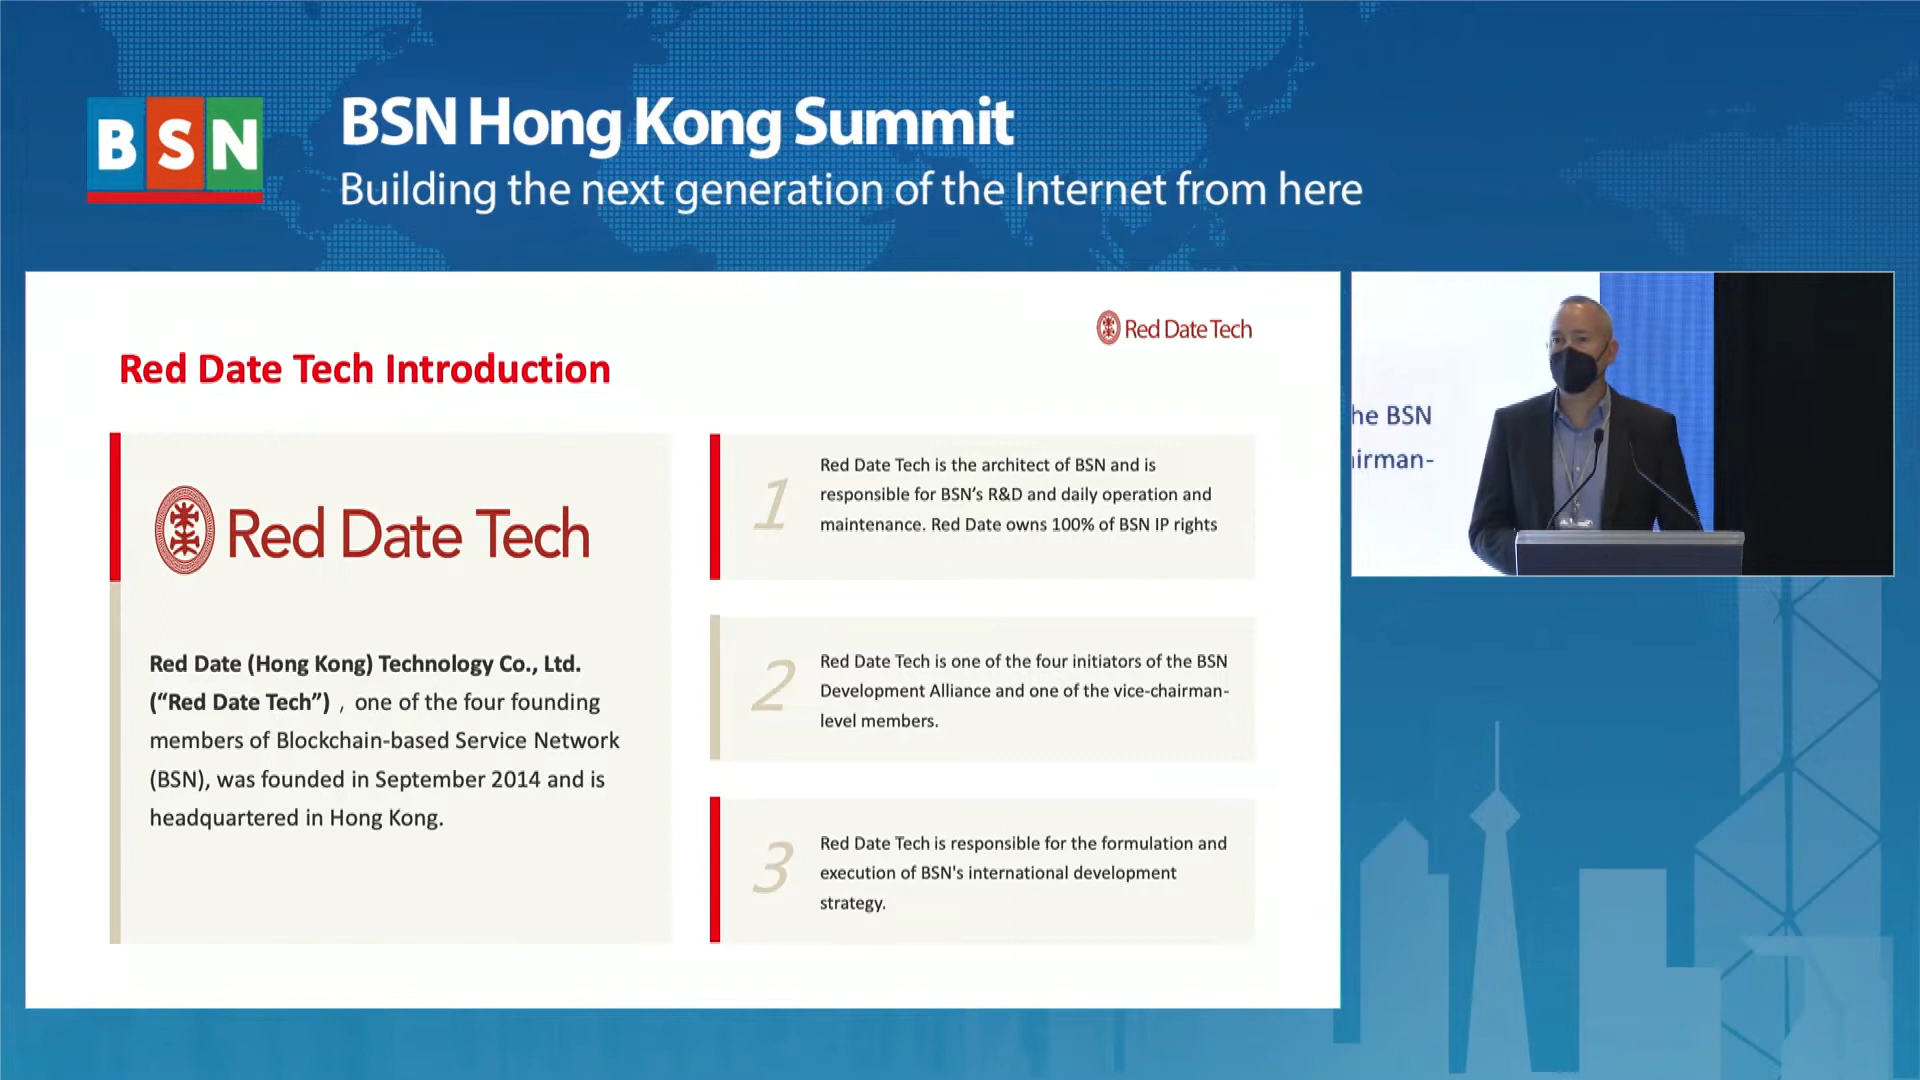 BSN
BSN Hong Kong Summit
Building the next generation of the Internet from here
Red Date Tech
Red Date Tech Introduction
Red Date Tech
Red Date (Hong Kong) Technology Co., Ltd.
(“Red Date Tech”) , one of the four founding
members of Blockchain-based Service Network
(BSN), was founded in September 2014 and is
headquartered in Hong Kong.
1
Red Date Tech is the architect of BSN and is
responsible for BSN’s R&D and daily operation and
maintenance. Red Date owns 100% of BSN IP rights
2
Red Date Tech is one of the four initiators of the BSN
Development Alliance and one of the vice-chairman-
level members.
3
Red Date Tech is responsible for the formulation and
execution of BSN's international development
strategy.
he BSN
irman-